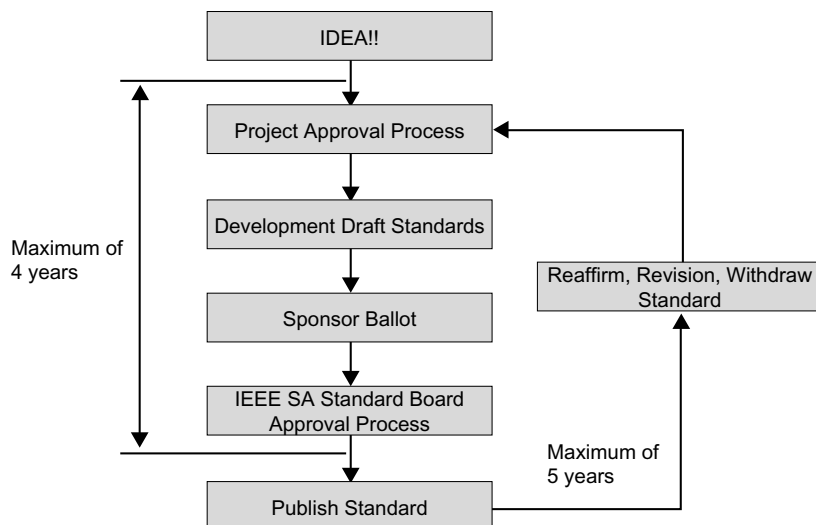 IDEA!!
Project Approval Process
Development Draft Standards
Maximum of
4 years
Reaffirm, Revision, Withdraw
Standard
Sponsor Ballot
IEEE SA Standard Board
Approval Process
Maximum of
5 years
Publish Standard